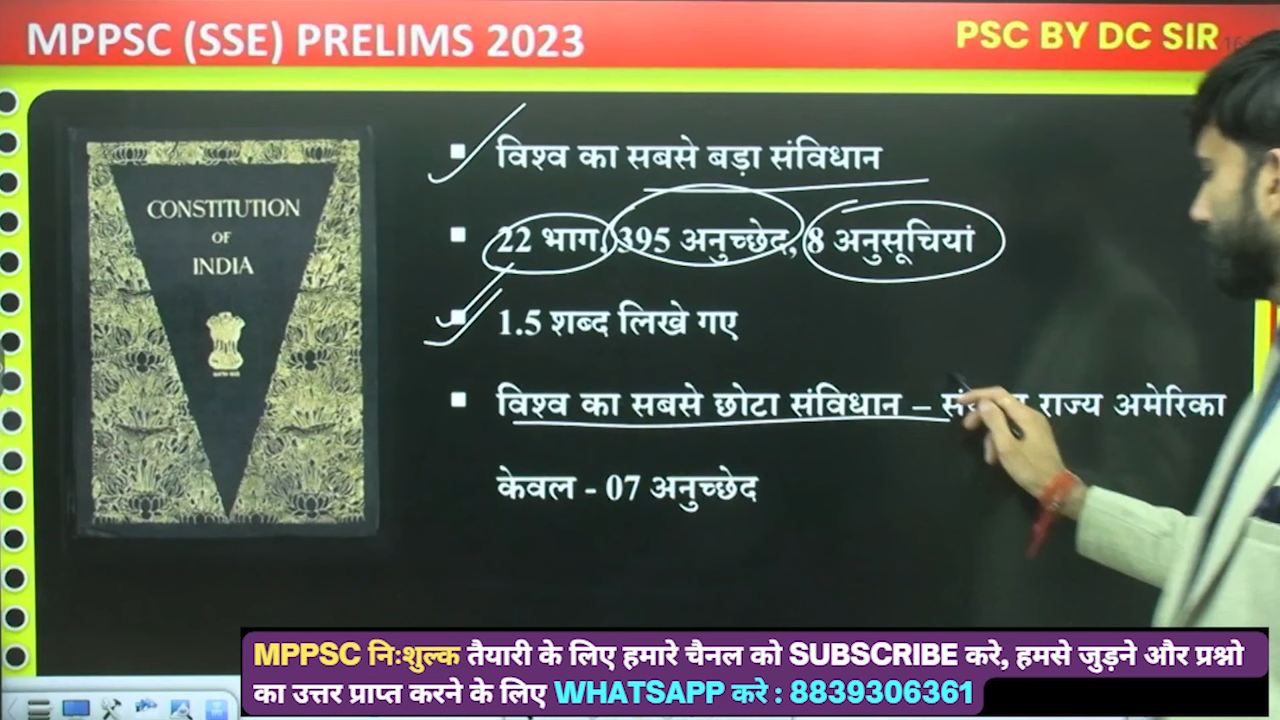 MPPSC (SSE) PRELIMS 2023
PSC BY DC SIR
CONSTITUTION
OF
INDIA
विश्व का सबसे बड़ा संविधान
22 भाग, 395 अनुच्छेद, 8 अनुसूचियां
1.5 शब्द लिखे गए
विश्व का सबसे छोटा संविधान – राज्य अमेरिका
केवल - 07 अनुच्छेद
MPPSC निःशुल्क तैयारी के लिए हमारे चैनल को SUBSCRIBE करे, हमसे जुड़ने और प्रश्नो
का उत्तर प्राप्त करने के लिए WHATSAPP करे : 8839306361